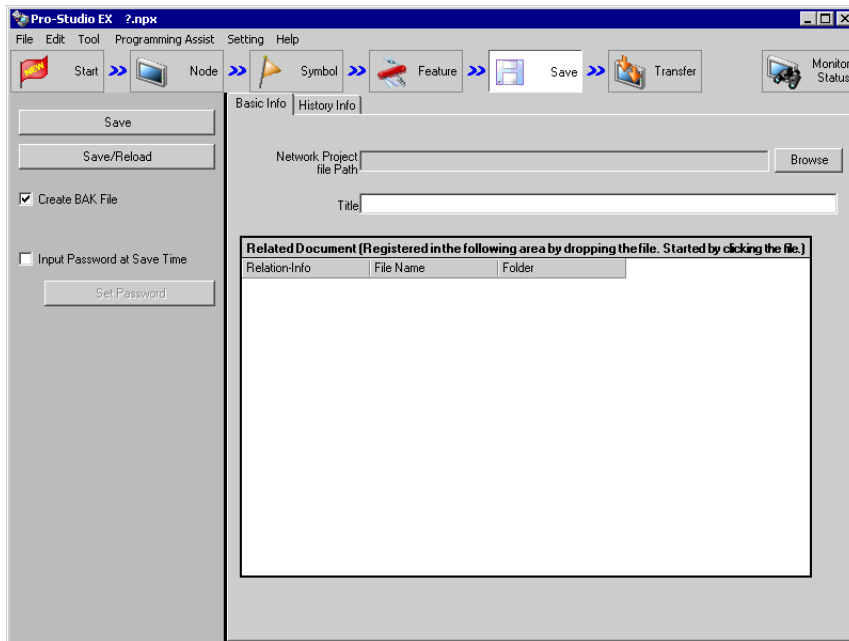 Pro-Studio EX ?.npx
File Edit Tool Programming Assist Setting Help
NEW
Start Node Symbol Feature Save Transfer Monitor
Status
Basic Info History Info
Save
Save/Reload
Create BAK File
Input Password at Save Time
Set Password
Network Project
file Path
Browse
Title
Related Document (Registered in the following area by dropping the file. Started by clicking the file.)
Relation-Info File Name Folder